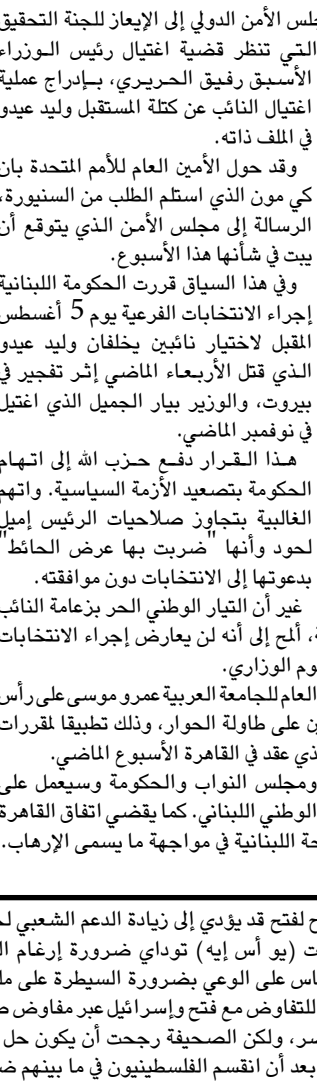 جلس الأمن الدولي إلى الإيعاز للجنة التحقيق
التي تنظر قضية اغتيال رئيس الوزراء
الأسبق رفيق الحريري، بإدراج عملية
اغتيال النائب عن كتلة المستقبل وليد عيدو
في الملف ذاته.
وقد حول الأمين العام للأمم المتحدة بان
كي مون الذي استلم الطلب من السنيورة،
الرسالة إلى مجلس الأمن الذي يتوقع أن
يبت في شأنها هذا الأسبوع.
وفي هذا السياق قررت الحكومة اللبنانية
إجراء الانتخابات الفرعية يوم 5 أغسطس
المقبل لاختيار نائبين يخلفان وليد عيدو
الذي قتل الأربعاء الماضي إثر تفجير في
بيروت، والوزير بيار الجميل الذي اغتيل
في نوفمبر الماضي.
هذا القرار دفع حزب الله إلى اتهام
الحكومة بتصعيد الأزمة السياسية. واتهم
الغالبية بتجاوز صلاحيات الرئيس إميل
لحود وأنها "ضربت بها عرض الحائط"
بدعوتها إلى الانتخابات دون موافقته.
غير أن التيار الوطني الحر بزعامة النائب
، ألمح إلى أنه لن يعارض إجراء الانتخابات
وم الوزاري.
العام للجامعة العربية عمرو موسى على رأس
ن على طاولة الحوار، وذلك تطبيقا لمقررات
ذي عقد في القاهرة الأسبوع الماضي.
ومجلس النواب والحكومة وسيعمل على
الوطني اللبناني. كما يقضي اتفاق القاهرة
حة اللبنانية في مواجهة ما يسمى الإرهاب.
ح لفتح قد يؤدي إلى زيادة الدعم الشعبي لح
ت (يو أس إيه) توداي ضرورة إرغام ال
اس على الوعي بضرورة السيطرة على ما
للتفاوض مع فتح وإسرائيل عبر مفاوض ص
سر، ولكن الصحيفة رجحت أن يكون حل
بعد أن انقسم الفلسطينيون في ما بينهم ض